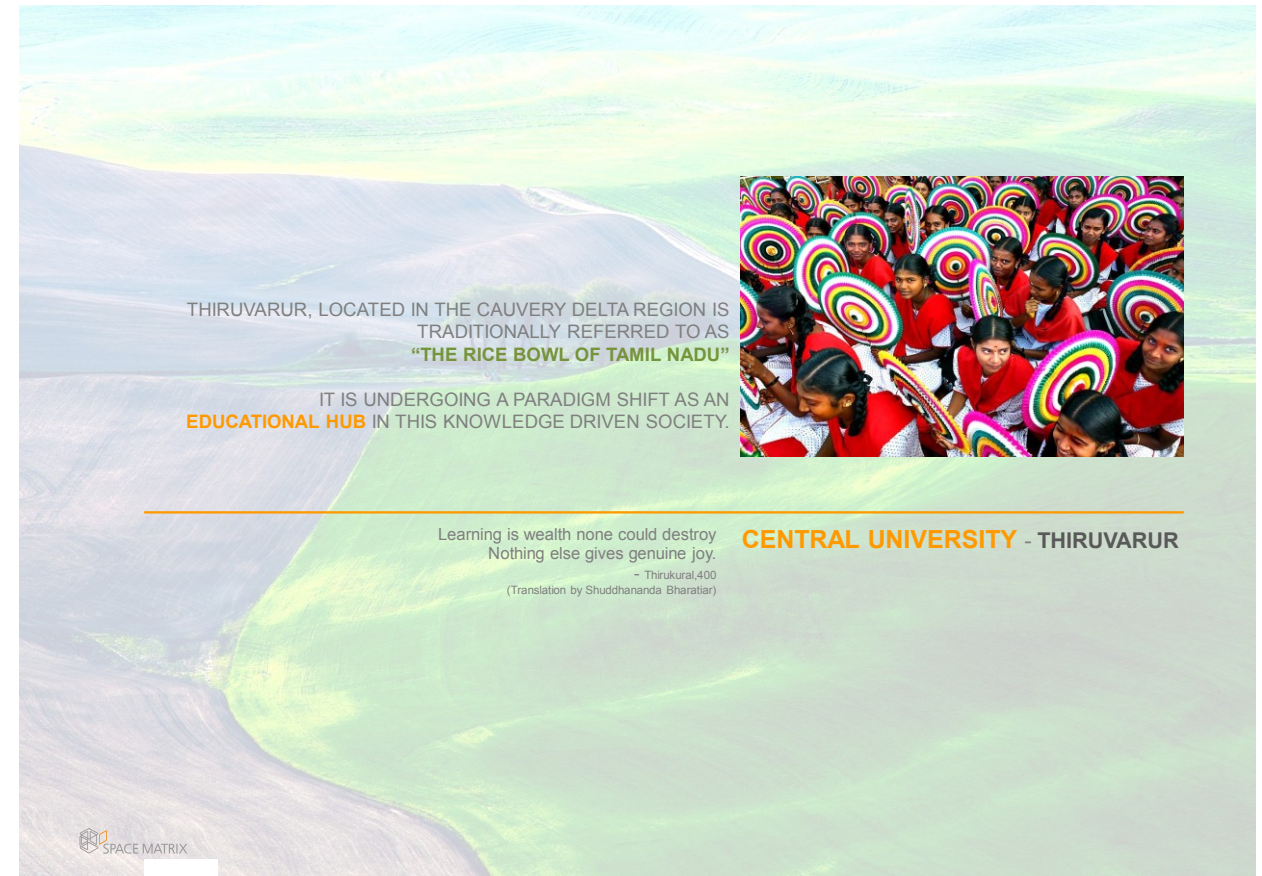 THIRUVARUR, LOCATED IN THE CAUVERY DELTA REGION IS
TRADITIONALLY REFERRED TO AS
“THE RICE BOWL OF TAMIL NADU”
IT IS UNDERGOING A PARADIGM SHIFT AS AN
EDUCATIONAL HUB IN THIS KNOWLEDGE DRIVEN SOCIETY.
Learning is wealth none could destroy
Nothing else gives genuine joy.
- Thirukural,400
(Translation by Shuddhananda Bharatiar)
CENTRAL UNIVERSITY - THIRUVARUR
SPACE MATRIX